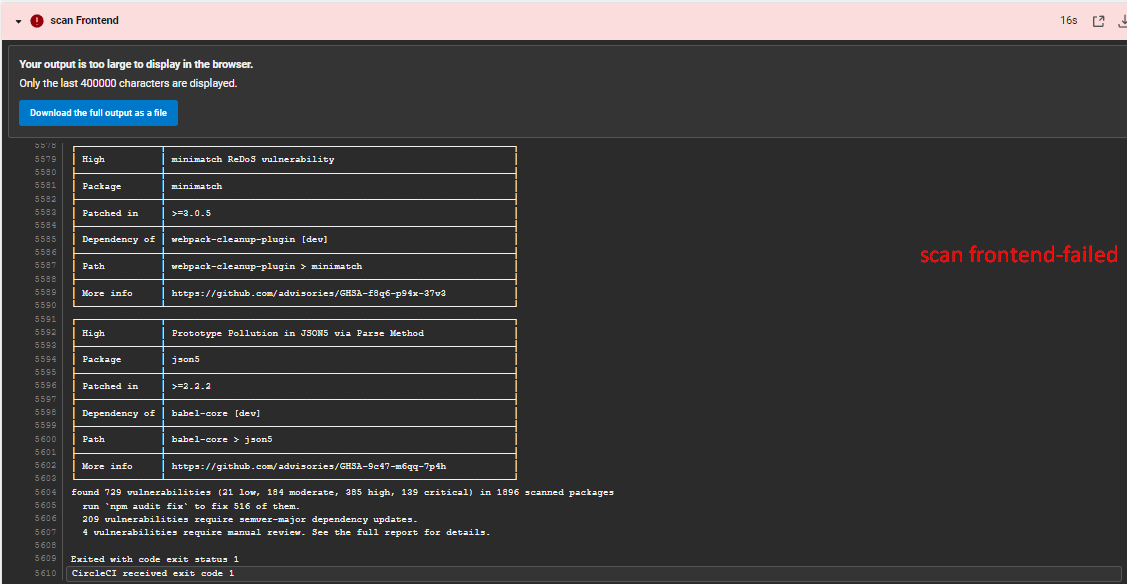 scan Frontend
16s
Your output is too large to display in the browser.
Only the last 400000 characters are displayed.
Download the full output as a file
5578
5579 High minimatch ReDoS vulnerability
5580
5581 Package minimatch
5582
5583 Patched in >=3.0.5
5584
5585 Dependency of webpack-cleanup-plugin [dev]
5586
5587 Path webpack-cleanup-plugin > minimatch
5588
5589 More info https://github.com/advisories/GHSA-f8q6-p94x-37v3
5590
5591
5592 High Prototype Pollution in JSON5 via Parse Method
5593
5594 Package json5
5595
5596 Patched in >=2.2.2
5597
5598 Dependency of babel-core [dev]
5599
5600 Path babel-core > json5
5601
5602 More info https://github.com/advisories/GHSA-9c47-m6qq-7p4h
5603
5604 found 729 vulnerabilities (21 low, 184 moderate, 385 high, 139 critical) in 1896 scanned packages
5605 run `npm audit fix` to fix 516 of them.
5606 209 vulnerabilities require semver-major dependency updates.
5607 4 vulnerabilities require manual review. See the full report for details.
5608
5609 Exited with code exit status 1
5610 CircleCI received exit code 1
scan frontend-failed